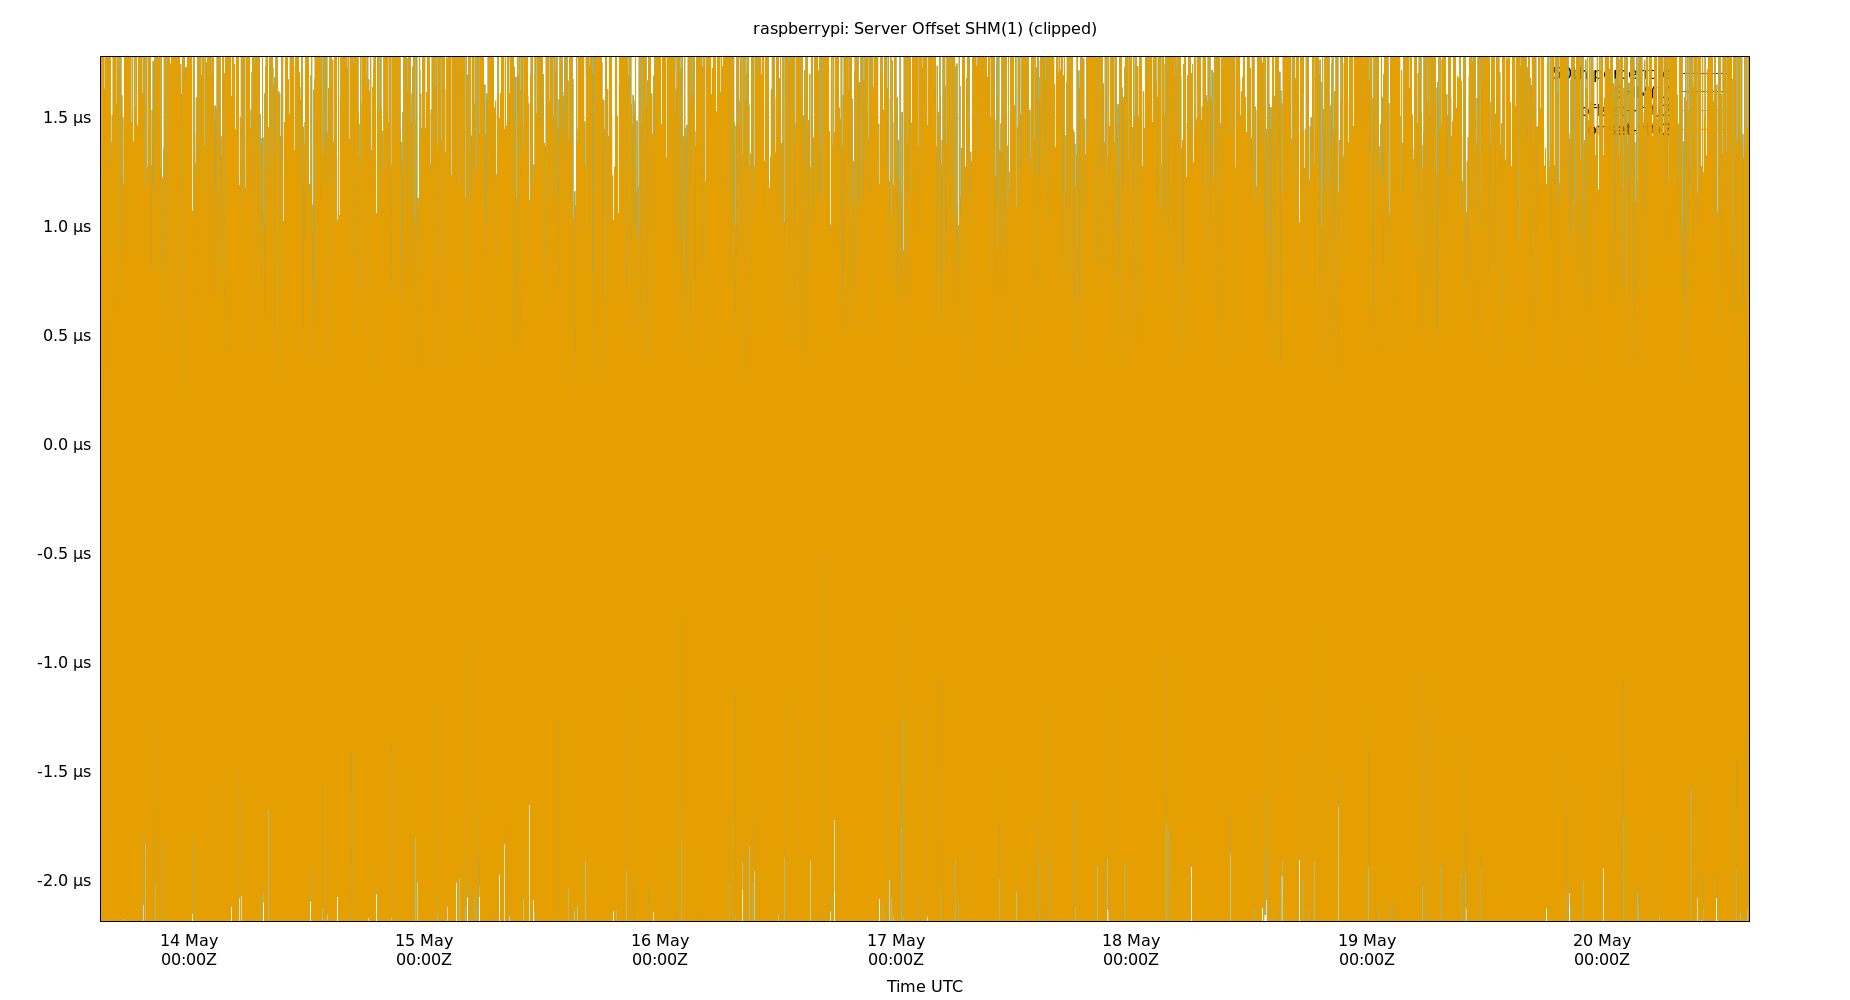 raspberrypi: Server Offset SHM(1) (clipped)
1.5 µs
1.0 µs
0.5 µs
0.0 µs
-0.5 µs
-1.0 µs
-1.5 µs
-2.0 µs
14 May
00:00Z
15 May
00:00Z
16 May
00:00Z
17 May
00:00Z
18 May
00:00Z
19 May
00:00Z
20 May
00:00Z
Time UTC